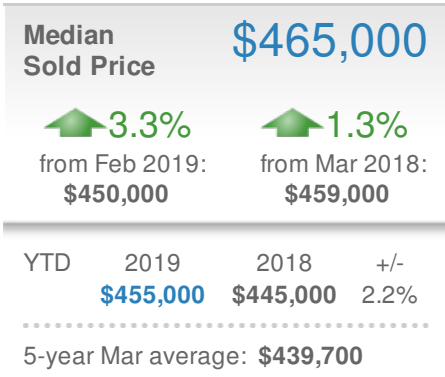 Median $465,000
Sold Price
3.3% 1.3%
from Feb 2019: from Mar 2018:
$450,000 $459,000
YTD 2019 2018 +/-
$455,000 $445,000 2.2%
5-year Mar average: $439,700